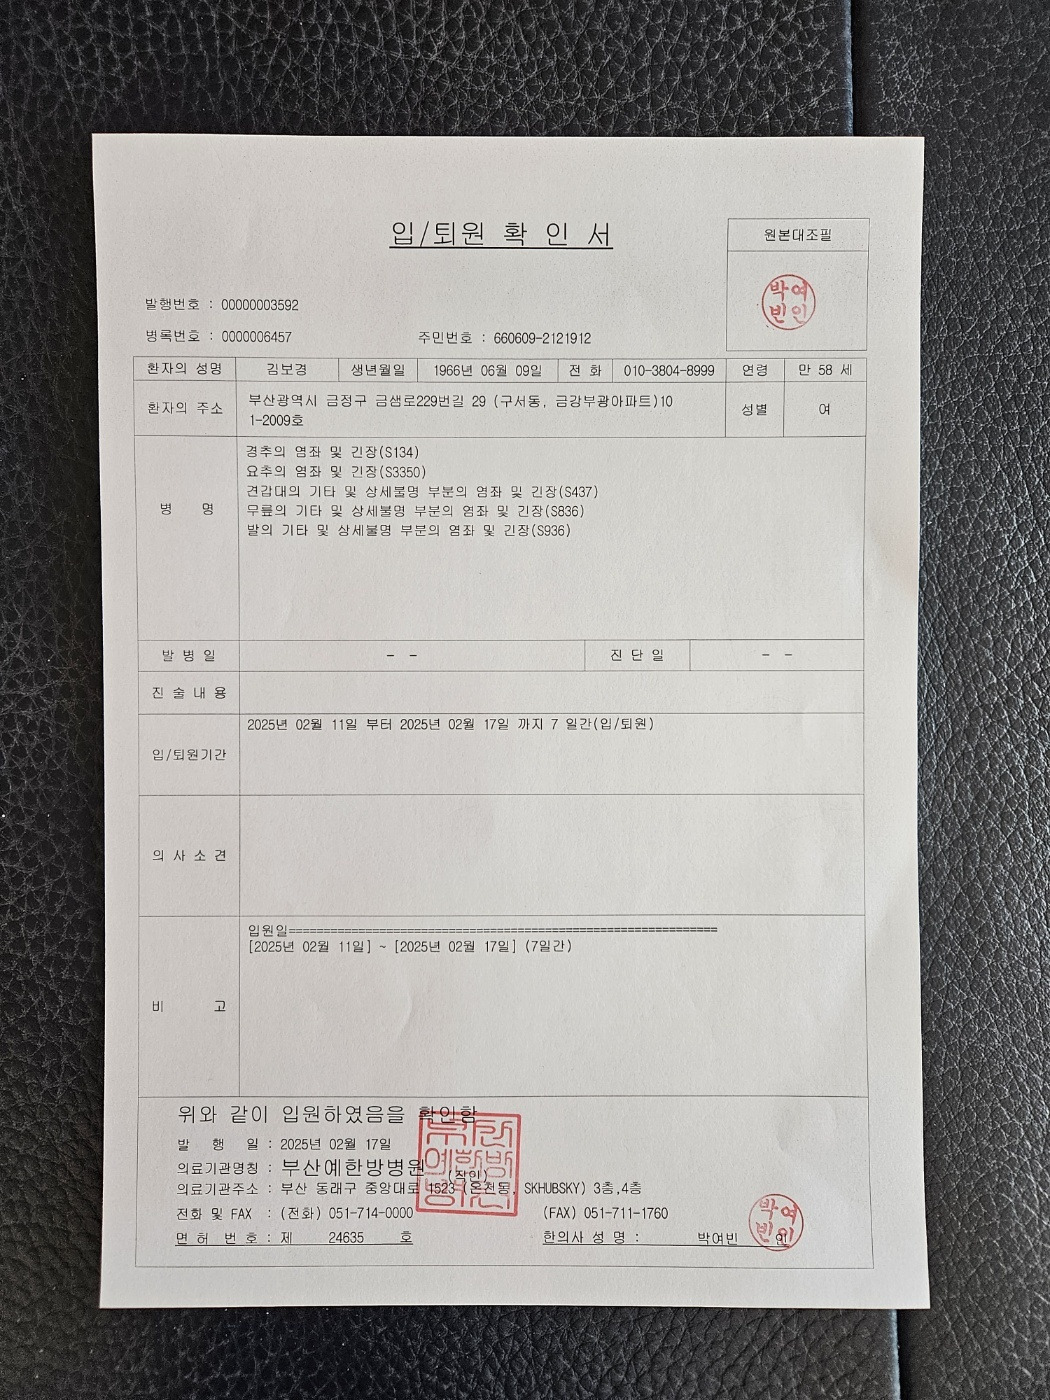 입/퇴원 확 인 서
원본대조필
박여
빈인
발행번호 : 00000003592
병록번호 : 0000006457
주민번호 : 660609-2121912
환자의 성명 김보경 생년월일 1966년 06월 09일 전 화 010-3804-8999 연령 만 58 세
환자의 주소 부산광역시 금정구 금샘로229번길 29 (구서동, 금강부광아파트)10
1-2009호
성별 여
병 명
경추의 염좌 및 긴장(S134)
요추의 염좌 및 긴장(S3350)
견갑대의 기타 및 상세불명 부분의 염좌 및 긴장(S437)
무릎의 기타 및 상세불명 부분의 염좌 및 긴장(S836)
발의 기타 및 상세불명 부분의 염좌 및 긴장(S936)
발 병 일 - - 진 단 일 - -
진 술 내 용
입/퇴원기간 2025년 02월 11일 부터 2025년 02월 17일 까지 7 일간(입/퇴원)
의 사 소 견
비 고
입원일==============================================================
[2025년 02월 11일] ~ [2025년 02월 17일] (7일간)
위와 같이 입원하였음을 확인함
발 행 일 : 2025년 02월 17일
의료기관명칭 : 부산예한방병원 (직인)
의료기관주소 : 부산 동래구 중앙대로 1523 (온천동, SKHUBSKY) 3층,4층
전화 및 FAX : (전화) 051-714-0000 (FAX) 051-711-1760
면 허 번 호 : 제 24635 호 한의사 성 명 : 박여빈 인
박여
빈인